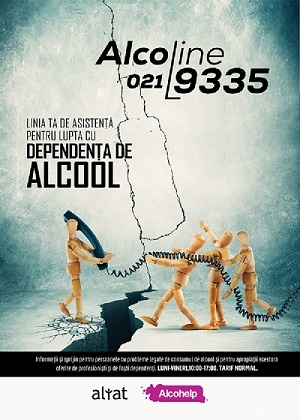 Alcoline
021 9335
LINIA TA DE ASISTENȚĂ
PENTRU LUPTA CU
DEPENDENȚA DE
ALCOOL
Informații și sprijin pentru persoanele cu probleme legate de consumul de alcool și pentru apropiații acestora
oferite de profesioniști și de foști dependenți. LUNI-VINERI,10:00-17:00. TARIF NORMAL.
aliat
Alcohelp